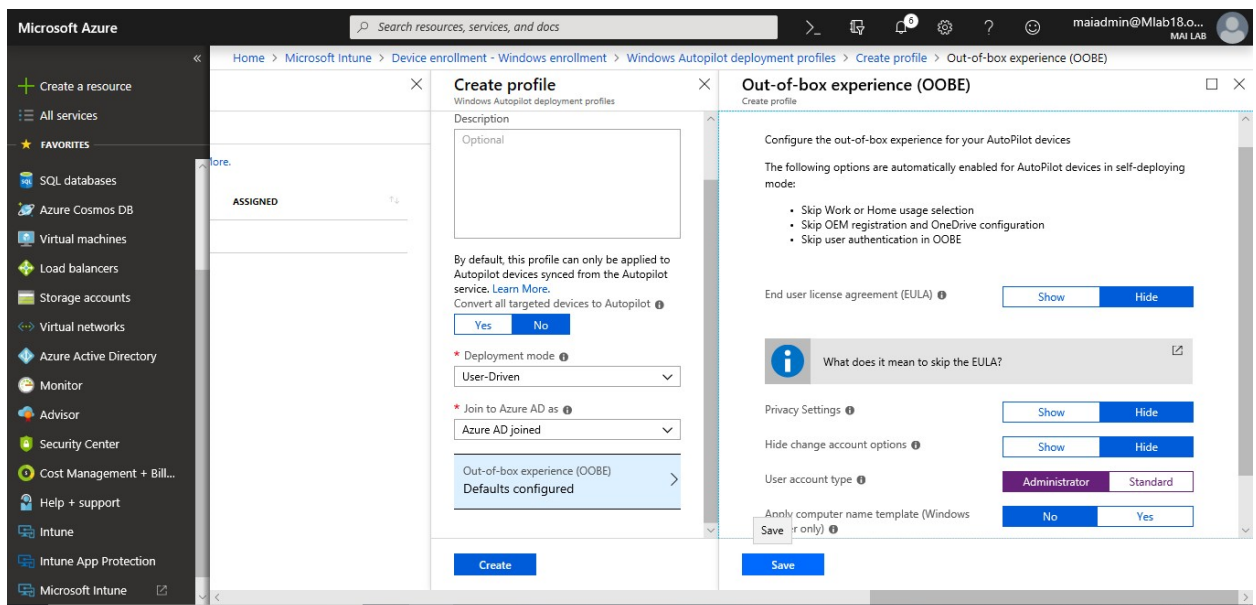 Microsoft Azure
Search resources, services, and docs
6
maiadmin@Mlab18.o...
MAI LAB
Home > Microsoft Intune > Device enrollment - Windows enrollment > Windows Autopilot deployment profiles > Create profile > Out-of-box experience (OOBE)
Create a resource
All services
FAVORITES
SQL databases
Azure Cosmos DB
Virtual machines
Load balancers
Storage accounts
Virtual networks
Azure Active Directory
Monitor
Advisor
Security Center
Cost Management + Bill...
Help + support
Intune
Intune App Protection
Microsoft Intune
ore.
ASSIGNED
Create profile
Windows Autopilot deployment profiles
Description
Optional
By default, this profile can only be applied to
Autopilot devices synced from the Autopilot
service. Learn More.
Convert all targeted devices to Autopilot
Yes No
* Deployment mode
User-Driven
* Join to Azure AD as
Azure AD joined
Out-of-box experience (OOBE)
Defaults configured
Create
Out-of-box experience (OOBE)
Create profile
Configure the out-of-box experience for your AutoPilot devices
The following options are automatically enabled for AutoPilot devices in self-deploying
mode:
• Skip Work or Home usage selection
• Skip OEM registration and OneDrive configuration
• Skip user authentication in OOBE
End user license agreement (EULA) Show Hide
What does it mean to skip the EULA?
Privacy Settings Show Hide
Hide change account options Show Hide
User account type Administrator Standard
Apply computer name template (Windows No Yes
Save r only)
Save